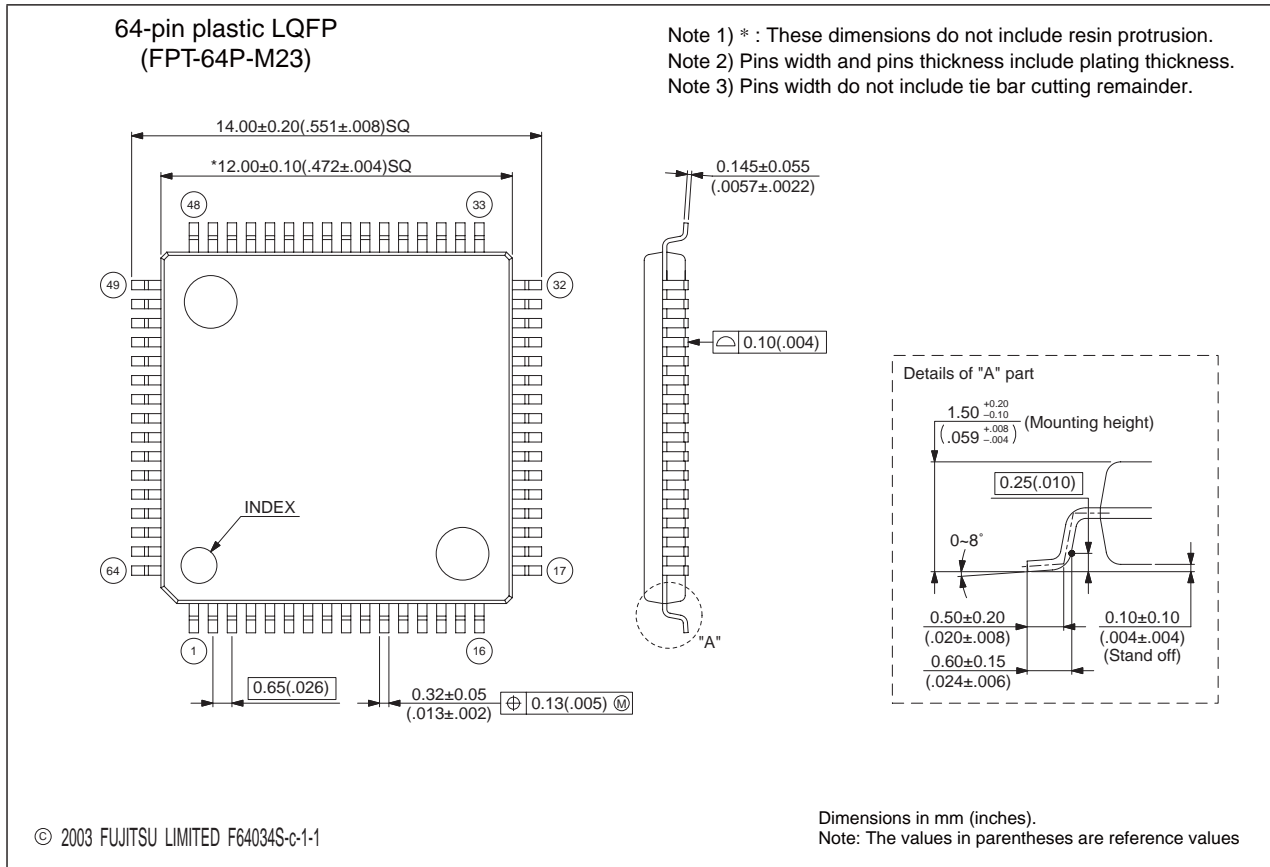 64-pin plastic LQFP
(FPT-64P-M23)
Note 1) * : These dimensions do not include resin protrusion.
Note 2) Pins width and pins thickness include plating thickness.
Note 3) Pins width do not include tie bar cutting remainder.
14.00±0.20(.551±.008)SQ
*12.00±0.10(.472±.004)SQ
48
33
49
32
INDEX
64
17
1
16
0.65(.026)
0.32±0.05
(.013±.002)
⌖ 0.13(.005) Ⓜ
0.145±0.055
(.0057±.0022)
⌓ 0.10(.004)
"A"
Details of "A" part
1.50 +0.20 −0.10 (Mounting height)
(.059 +.008 −.004)
0.25(.010)
0~8°
0.50±0.20
(.020±.008)
0.60±0.15
(.024±.006)
0.10±0.10
(.004±.004)
(Stand off)
© 2003 FUJITSU LIMITED F64034S-c-1-1
Dimensions in mm (inches).
Note: The values in parentheses are reference values